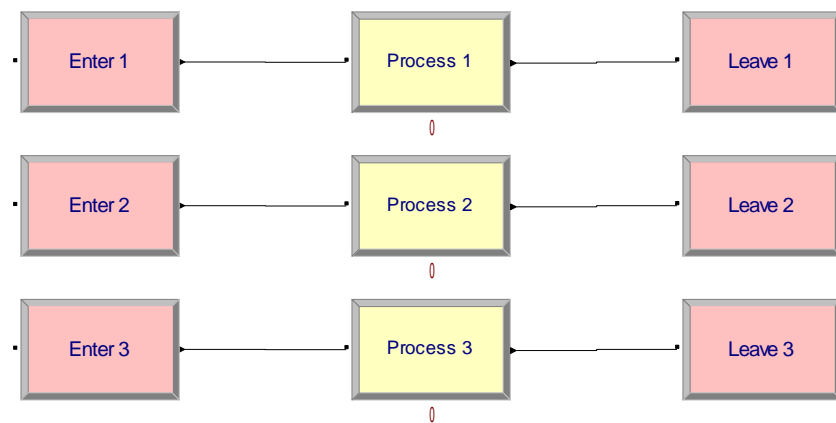 Enter 1 Process 1 Leave 1
0
Enter 2 Process 2 Leave 2
0
Enter 3 Process 3 Leave 3
0